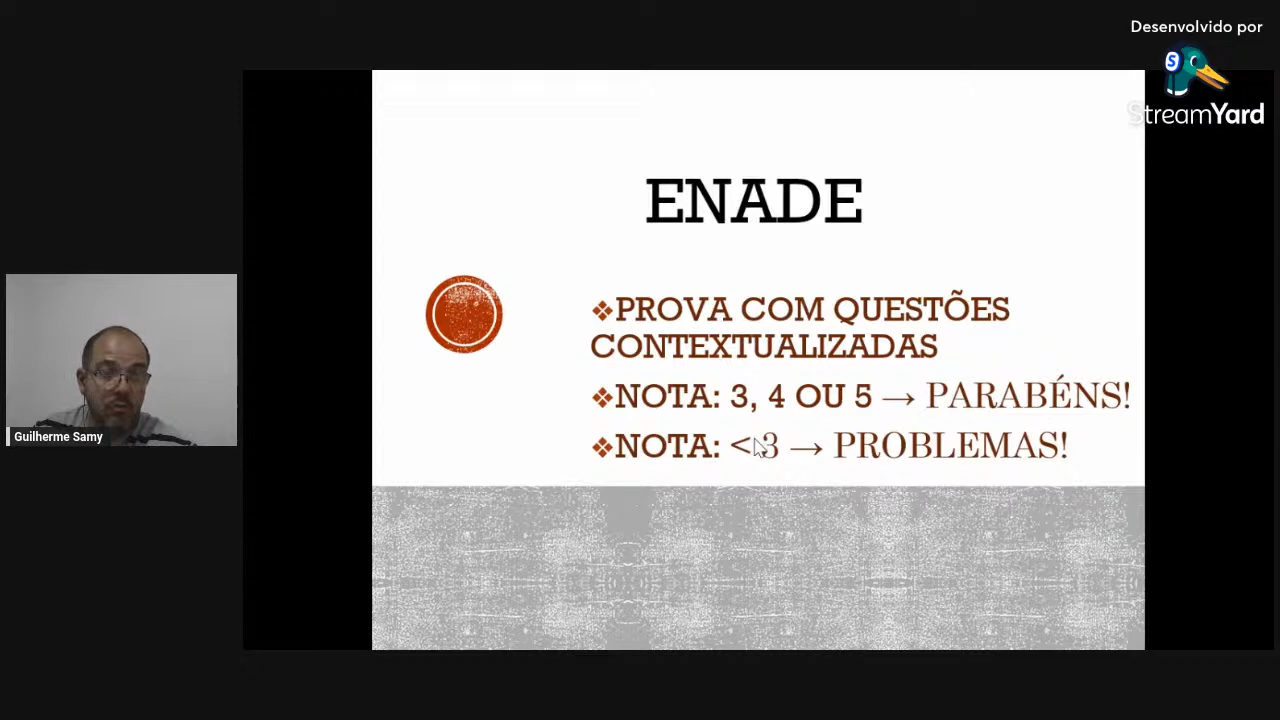 Desenvolvido por
S
StreamYard
ENADE
❖PROVA COM QUESTÕES
CONTEXTUALIZADAS
❖NOTA: 3, 4 OU 5 → PARABÉNS!
❖NOTA: <3 → PROBLEMAS!
Guilherme Samy